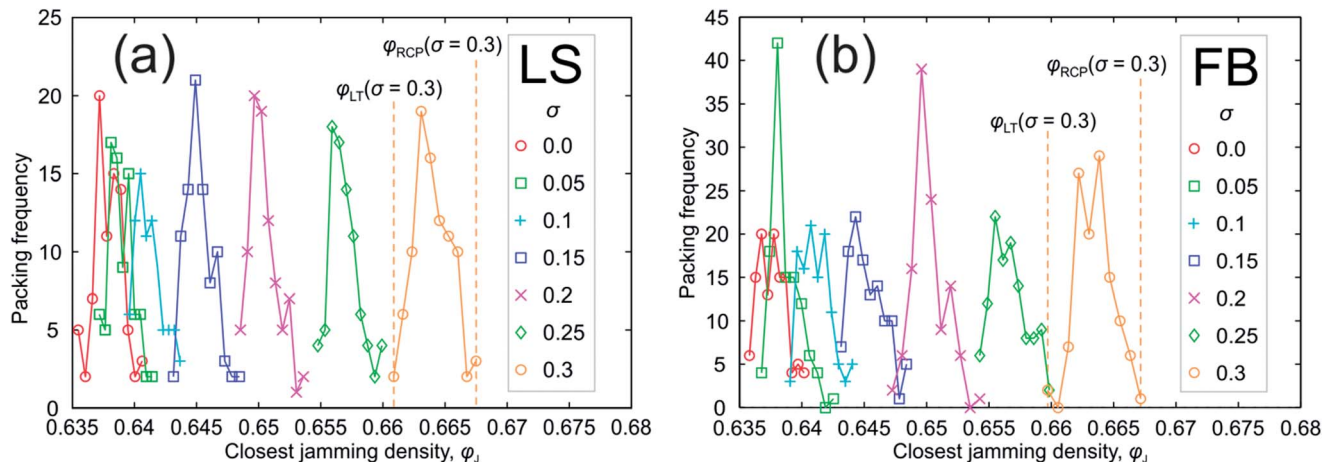 (a)
LS
φRCP(σ = 0.3)
φLT(σ = 0.3)
σ
0.0
0.05
0.1
0.15
0.2
0.25
0.3
Packing frequency
25
20
15
10
5
0
0.635 0.64 0.645 0.65 0.655 0.66 0.665 0.67 0.675 0.68
Closest jamming density, φJ
(b)
FB
φRCP(σ = 0.3)
φLT(σ = 0.3)
σ
0.0
0.05
0.1
0.15
0.2
0.25
0.3
Packing frequency
45
40
35
30
25
20
15
10
5
0
0.635 0.64 0.645 0.65 0.655 0.66 0.665 0.67 0.675 0.68
Closest jamming density, φJ